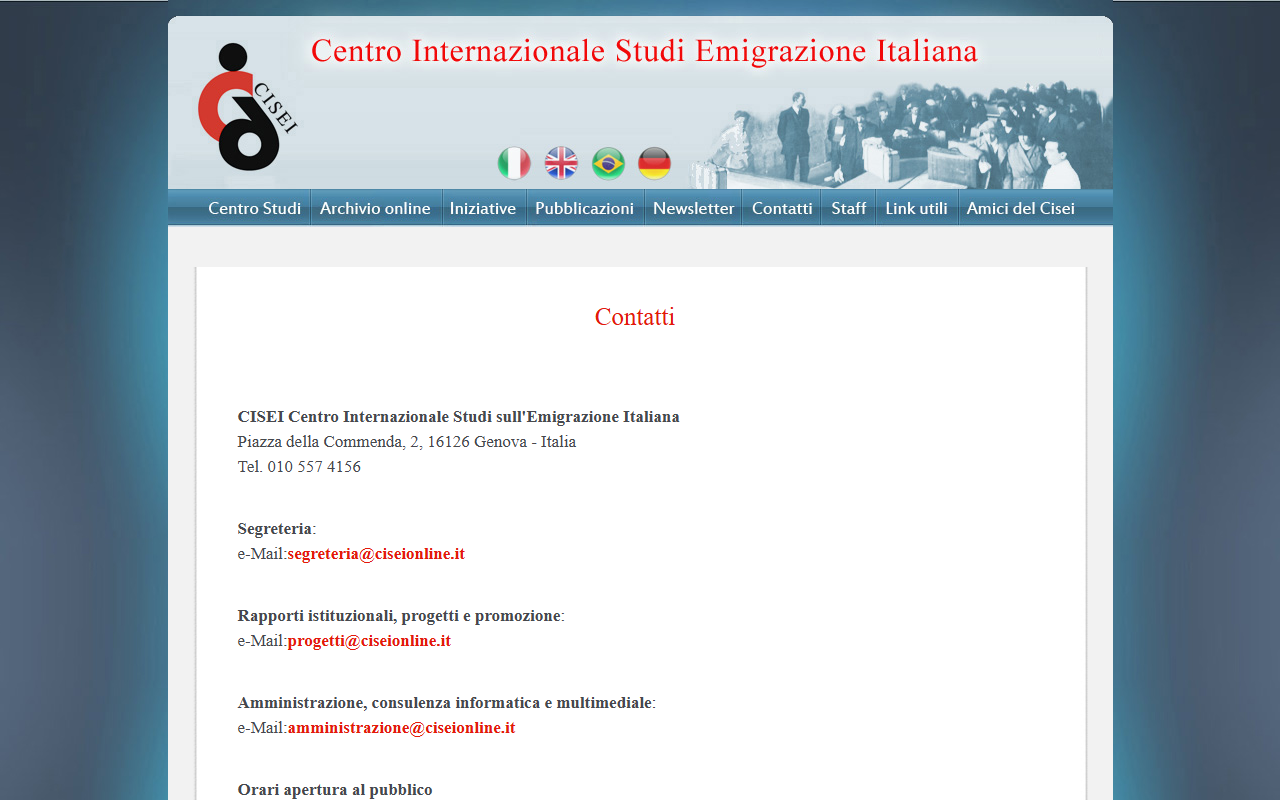 Centro Internazionale Studi Emigrazione Italiana
CISEI
Centro Studi Archivio online Iniziative Pubblicazioni Newsletter Contatti Staff Link utili Amici del Cisei
Contatti
CISEI Centro Internazionale Studi sull'Emigrazione Italiana
Piazza della Commenda, 2, 16126 Genova - Italia
Tel. 010 557 4156
Segreteria:
e-Mail:segreteria@ciseionline.it
Rapporti istituzionali, progetti e promozione:
e-Mail:progetti@ciseionline.it
Amministrazione, consulenza informatica e multimediale:
e-Mail:amministrazione@ciseionline.it
Orari apertura al pubblico